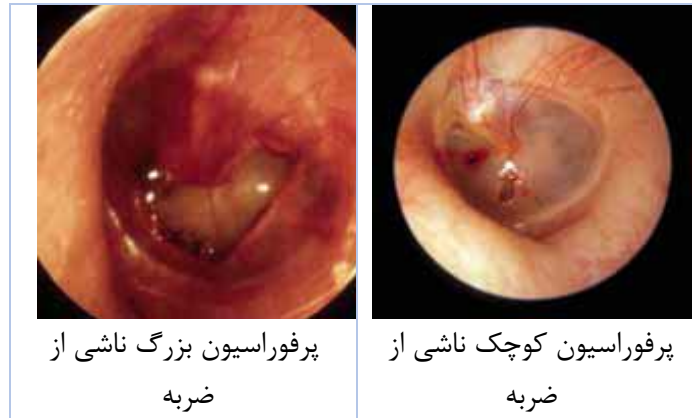 پرفوراسیون کوچک ناشی از
ضربه
پرفوراسیون بزرگ ناشی از
ضربه